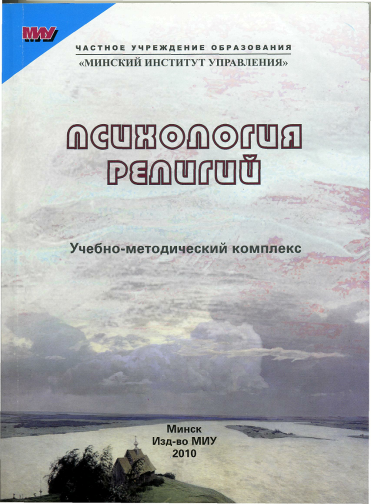 МИУ
ЧАСТНОЕ УЧРЕЖДЕНИЕ ОБРАЗОВАНИЯ
«МИНСКИЙ ИНСТИТУТ УПРАВЛЕНИЯ»
ПСИХОЛОГИЯ
РЕЛИГИЙ
Учебно-методический комплекс
Минск
Изд-во МИУ
2010